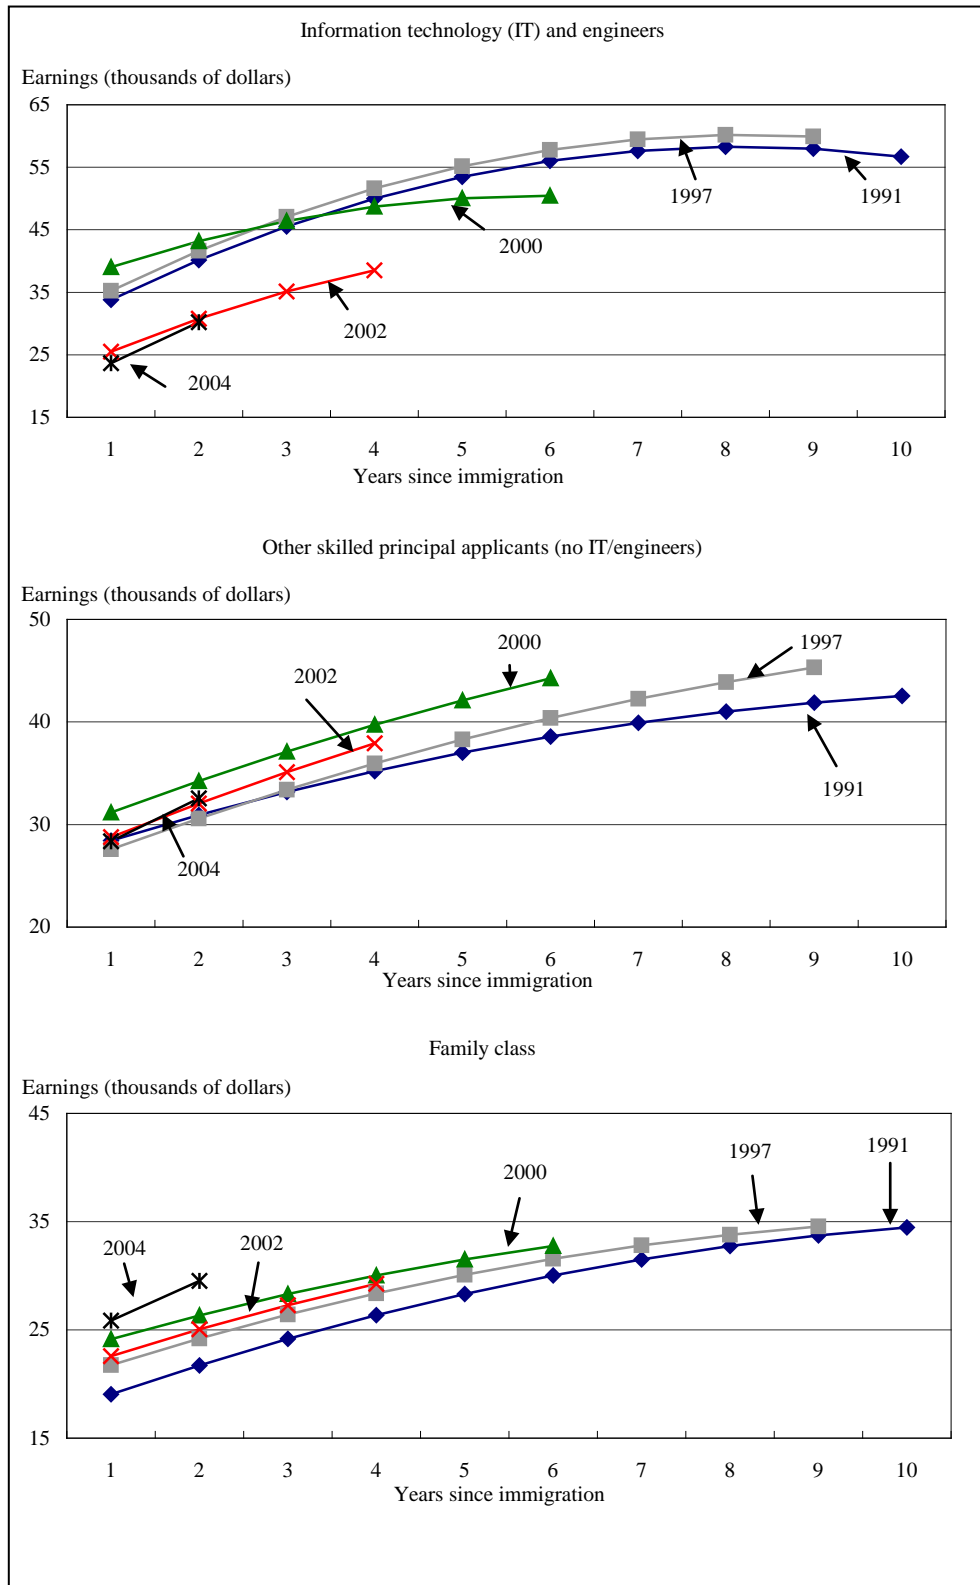 Information technology (IT) and engineers
Earnings (thousands of dollars)
65
55
45
35
25
15
1997
1991
2000
2002
2004
1 2 3 4 5 6 7 8 9 10
Years since immigration
Other skilled principal applicants (no IT/engineers)
Earnings (thousands of dollars)
50
40
30
20
2000
1997
2002
1991
2004
1 2 3 4 5 6 7 8 9 10
Years since immigration
Family class
Earnings (thousands of dollars)
45
35
25
15
1991
1997
2000
2002
2004
1 2 3 4 5 6 7 8 9 10
Years since immigration